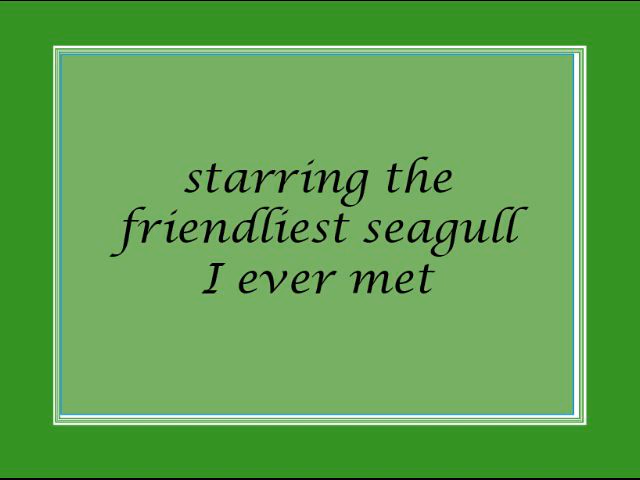 starring the
friendliest seagull
I ever met